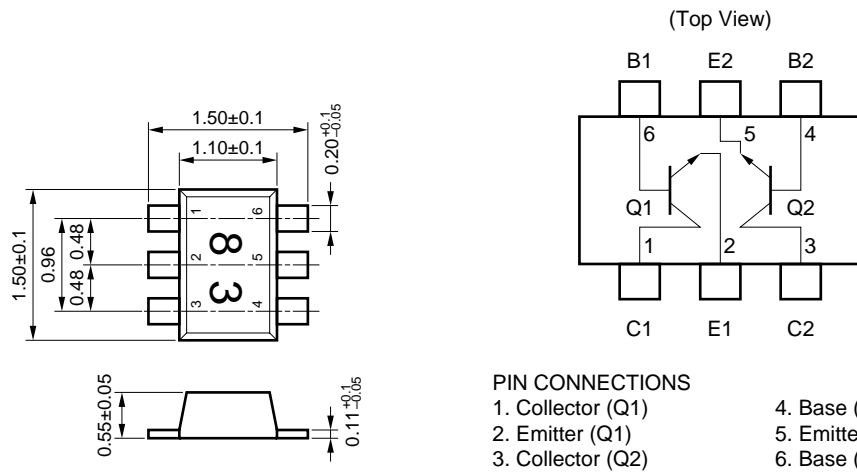 1.50±0.1
1.10±0.1
0.20+0.1 −0.05
1.50±0.1
0.96
0.48
0.48
1
6
2
5
3
4
8 3
0.55±0.05
0.11+0.1 −0.05
(Top View)
B1 E2 B2
6 5 4
Q1 Q2
1 2 3
C1 E1 C2
PIN CONNECTIONS
1. Collector (Q1) 4. Base (
2. Emitter (Q1) 5. Emitte
3. Collector (Q2) 6. Base (